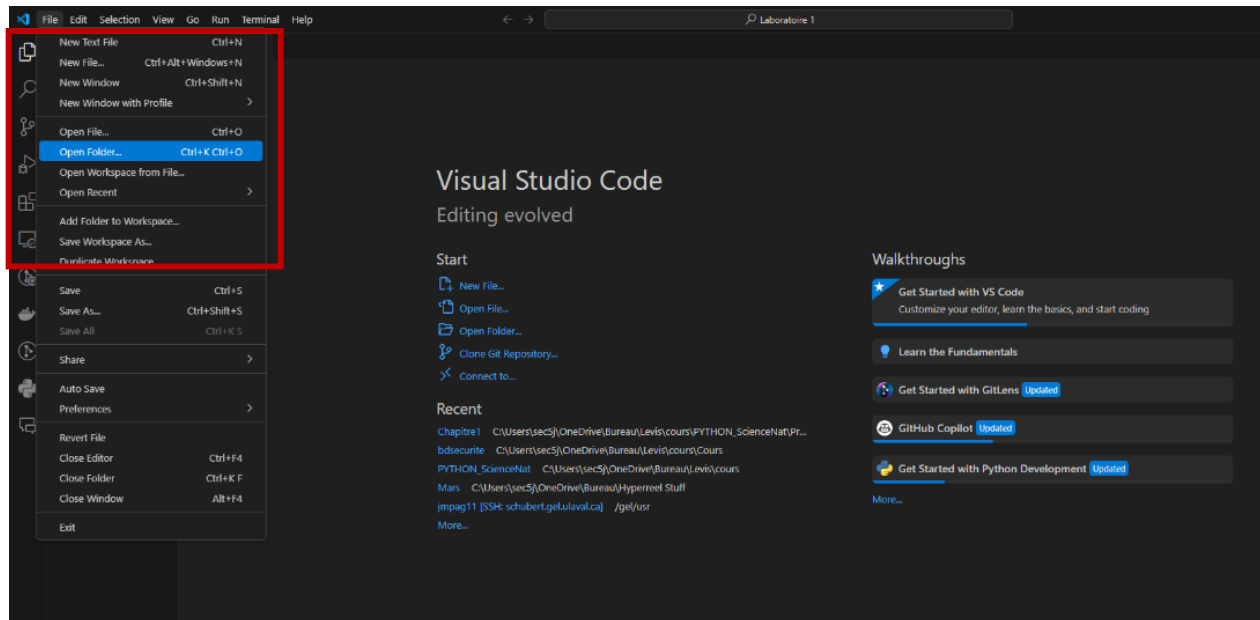 File Edit Selection View Go Run Terminal Help
Laboratoire 1
New Text File Ctrl+N
New File... Ctrl+Alt+Windows+N
New Window Ctrl+Shift+N
New Window with Profile
Open File... Ctrl+O
Open Folder... Ctrl+K Ctrl+O
Open Workspace from File...
Open Recent
Add Folder to Workspace...
Save Workspace As...
Duplicate Workspace
Save Ctrl+S
Save As... Ctrl+Shift+S
Save All Ctrl+K S
Share
Auto Save
Preferences
Revert File
Close Editor Ctrl+F4
Close Folder Ctrl+K F
Close Window Alt+F4
Exit
Visual Studio Code
Editing evolved
Start
New File...
Open File...
Open Folder...
Clone Git Repository...
Connect to...
Recent
Chapitre1 C:\Users\sec5j\OneDrive\Bureau\Levis\cours\PYTHON_ScienceNat\Pr...
bdsecurite C:\Users\sec5j\OneDrive\Bureau\Levis\cours\Cours
PYTHON_ScienceNat C:\Users\sec5j\OneDrive\Bureau\Levis\cours
Mars C:\Users\sec5j\OneDrive\Bureau\Hyperreel Stuff
jmpag11 [SSH: schubert.gel.ulaval.ca] /gel/usr
More...
Walkthroughs
Get Started with VS Code
Customize your editor, learn the basics, and start coding
Learn the Fundamentals
Get Started with GitLens Updated
GitHub Copilot Updated
Get Started with Python Development Updated
More...